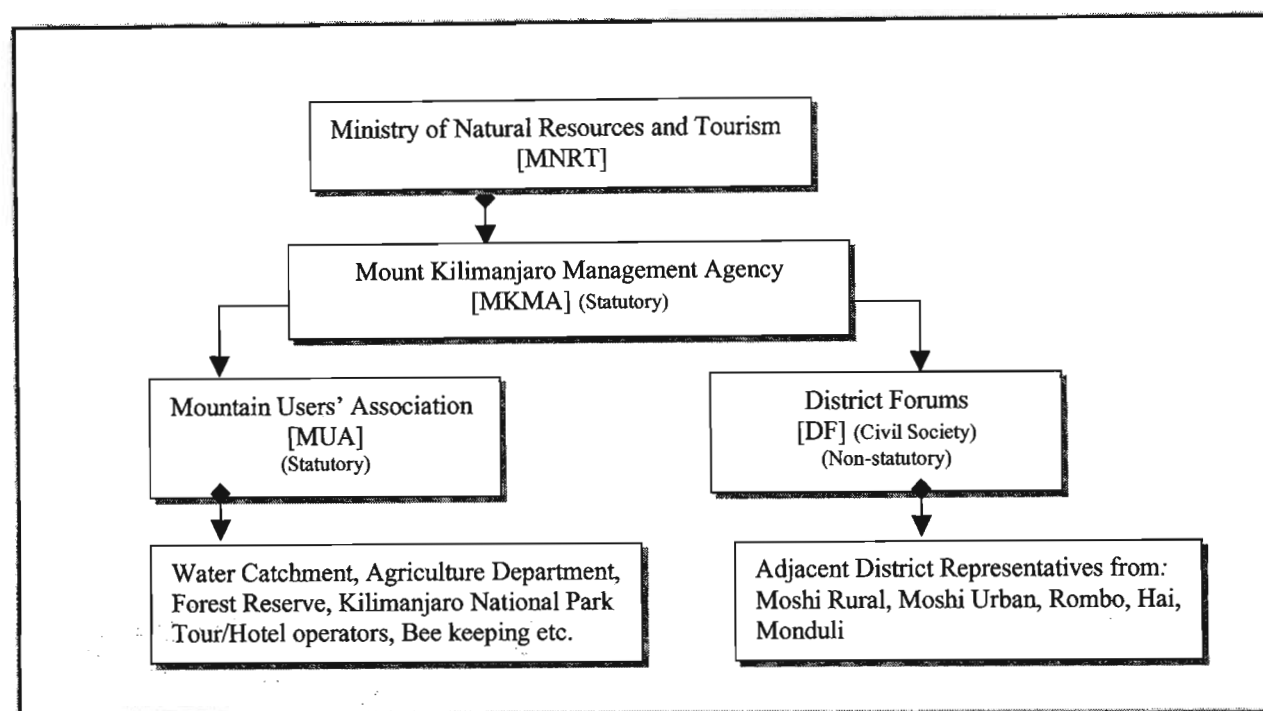 Ministry of Natural Resources and Tourism
[MNRT]
Mount Kilimanjaro Management Agency
[MKMA] (Statutory)
Mountain Users’ Association
[MUA]
(Statutory)
District Forums
[DF] (Civil Society)
(Non-statutory)
Water Catchment, Agriculture Department,
Forest Reserve, Kilimanjaro National Park
Tour/Hotel operators, Bee keeping etc.
Adjacent District Representatives from:
Moshi Rural, Moshi Urban, Rombo, Hai,
Monduli